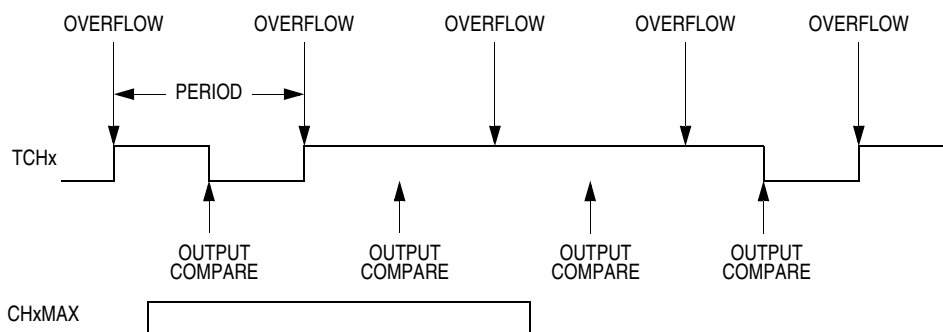 OVERFLOW OVERFLOW OVERFLOW OVERFLOW OVERFLOW
PERIOD
TCHx
OUTPUT COMPARE
OUTPUT COMPARE
OUTPUT COMPARE
OUTPUT COMPARE
CHxMAX